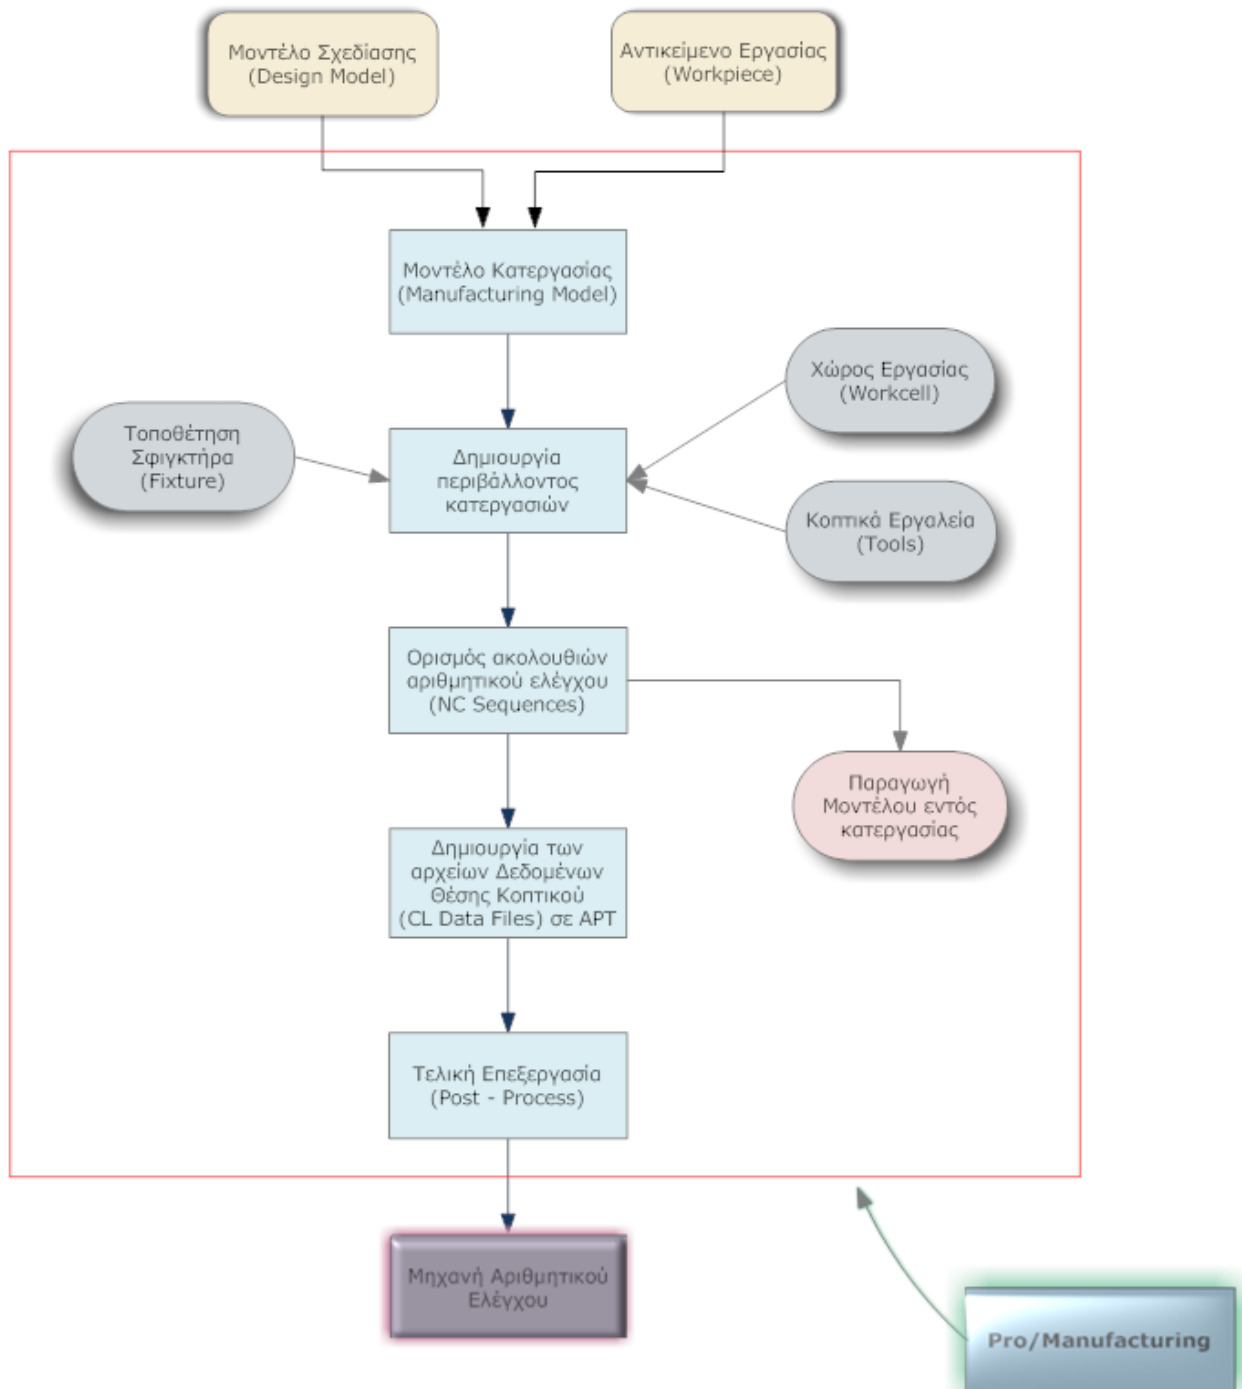 Μοντέλο Σχεδίασης
(Design Model)
Αντικείμενο Εργασίας
(Workpiece)
Μοντέλο Κατεργασίας
(Manufacturing Model)
Χώρος Εργασίας
(Workcell)
Τοποθέτηση
Σφιγκτήρα
(Fixture)
Δημιουργία
περιβάλλοντος
κατεργασιών
Κοπτικά Εργαλεία
(Tools)
Ορισμός ακολουθιών
αριθμητικού ελέγχου
(NC Sequences)
Παραγωγή
Μοντέλου εντός
κατεργασίας
Δημιουργία των
αρχείων Δεδομένων
Θέσης Κοπτικού
(CL Data Files) σε APT
Τελική Επεξεργασία
(Post - Process)
Μηχανή Αριθμητικού
Ελέγχου
Pro/Manufacturing